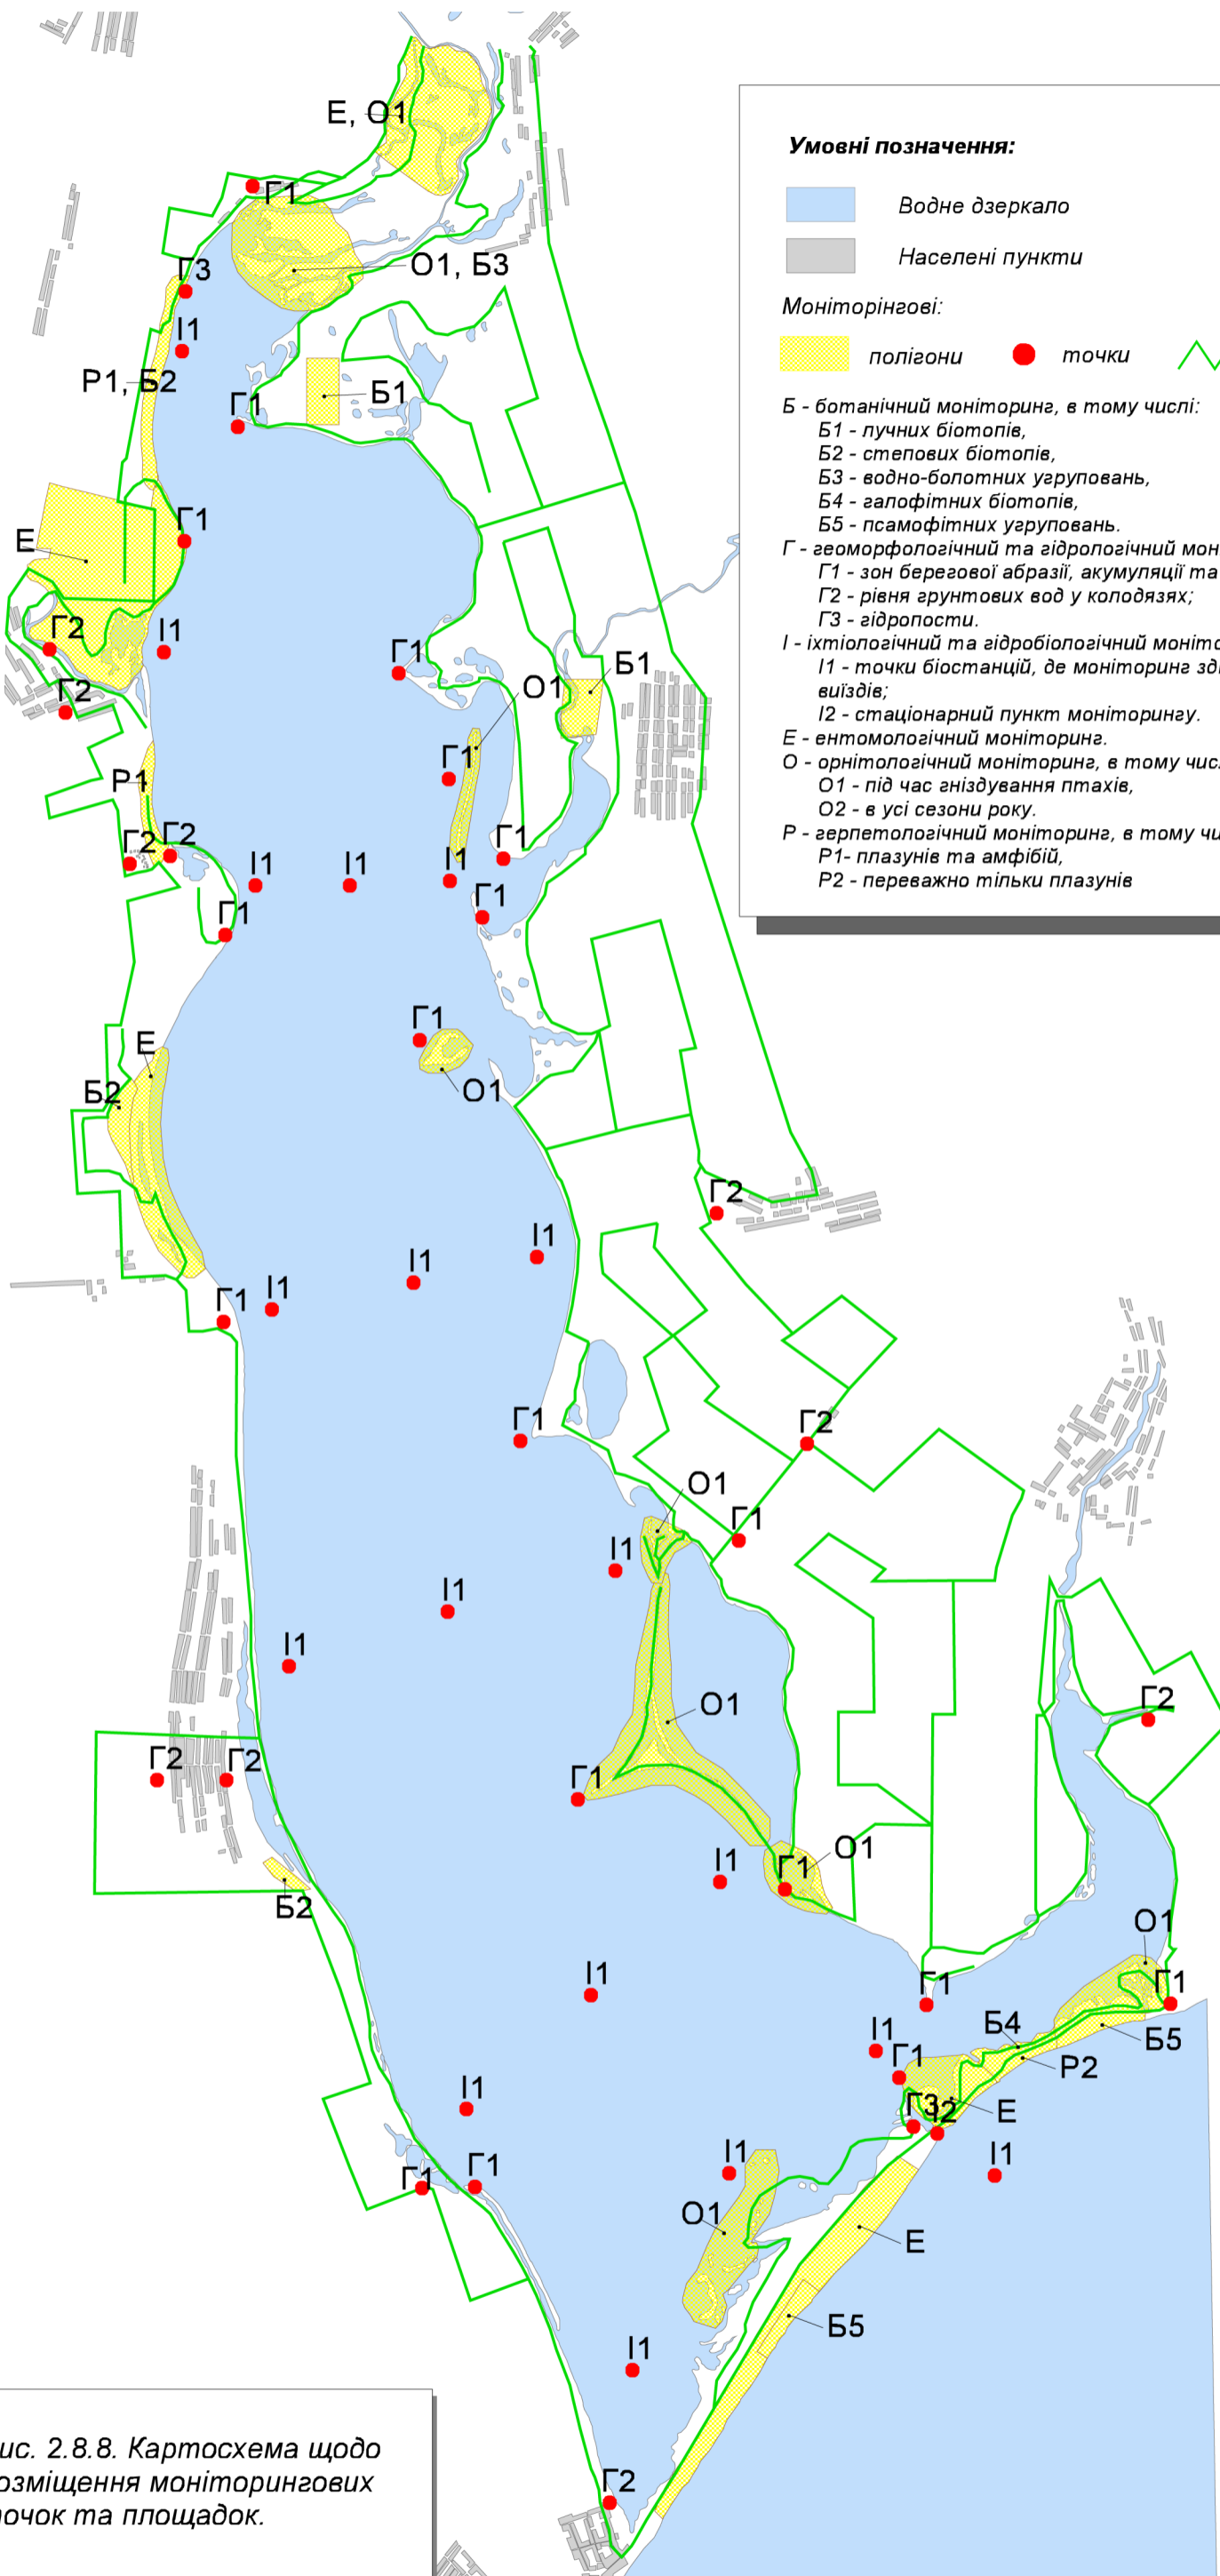 Е, О1
Г1
О1, Б3
Г3
І1
Р1, Б2
Г1
Б1
Г1
Е
Г2
І1
Г1
Б1
О1
Г2
Г1
Р1
Г2
Г2
І1
І1
І1
Г1
Г1
Г1
Г1
О1
Е
Б2
Г2
І1
І1
І1
Г1
Г1
Г2
О1
Г1
І1
І1
І1
О1
Г2
Г2
Г2
Г1
О1
І1
Г1
Б2
О1
І1
Г1
Г1
І1
Б4
Б5
Г1
Р2
І1
Е
Г3
І2
І1
І1
Г1
Г1
О1
Е
Б5
І1
Г2
Умовні позначення:
Водне дзеркало
Населені пункти
Моніторінгові:
полігони точки
Б - ботанічний моніторинг, в тому числі:
Б1 - лучних біотопів,
Б2 - степових біотопів,
Б3 - водно-болотних угруповань,
Б4 - галофітних біотопів,
Б5 - псамофітних угруповань.
Г - геоморфологічний та гідрологічний мон
Г1 - зон берегової абразії, акумуляції та
Г2 - рівня грунтових вод у колодязях;
Г3 - гідропости.
І - іхтіологічний та гідробіологічний моніто
І1 - точки біостанцій, де моніторинг зд
виїздів;
І2 - стаціонарний пункт моніторингу.
Е - ентомологічний моніторинг.
О - орнітологічний моніторинг, в тому чис
О1 - під час гніздування птахів,
О2 - в усі сезони року.
Р - герпетологічний моніторинг, в тому чи
Р1- плазунів та амфібій,
Р2 - переважно тільки плазунів
ис. 2.8.8. Картосхема щодо
озміщення моніторингових
очок та площадок.